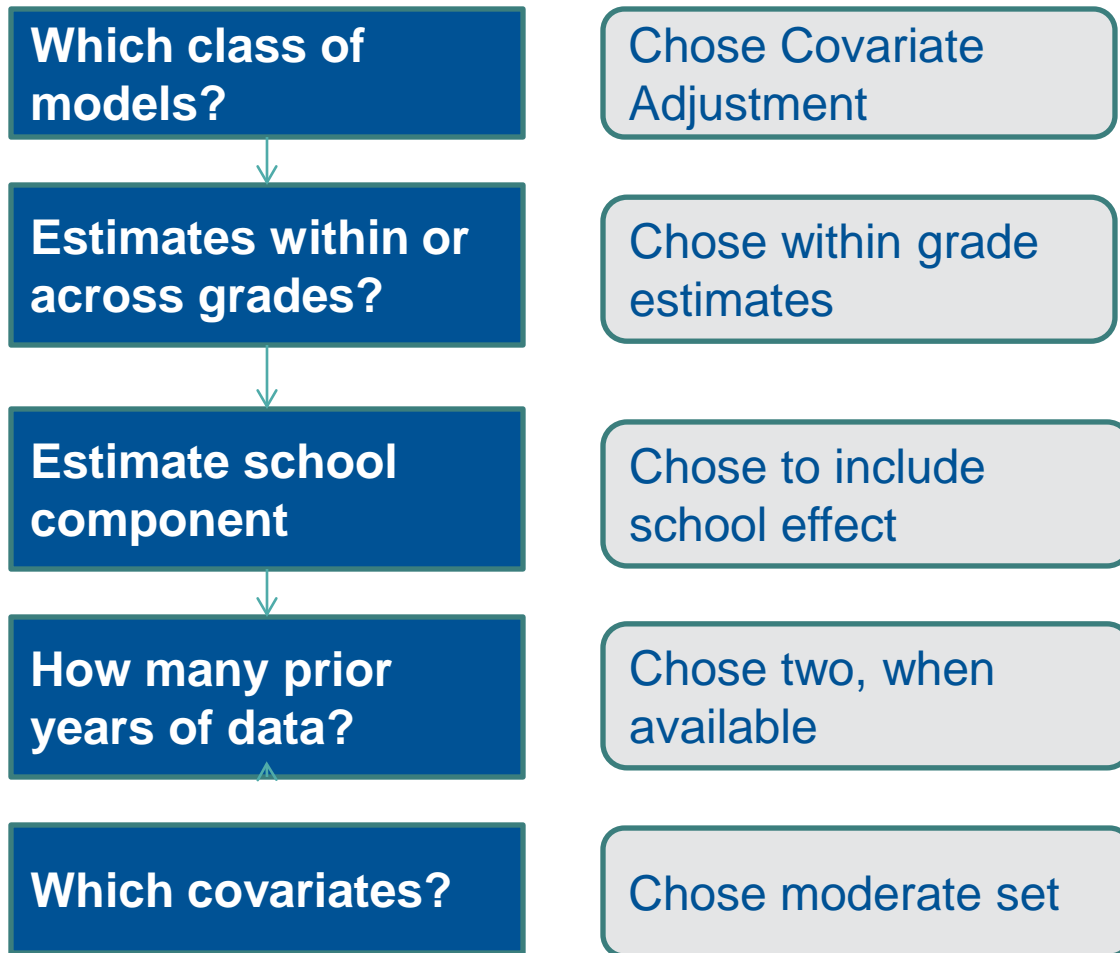 Which class of
models?
Chose Covariate
Adjustment
Estimates within or
across grades?
Chose within grade
estimates
Estimate school
component
Chose to include
school effect
How many prior
years of data?
Chose two, when
available
Which covariates?
Chose moderate set